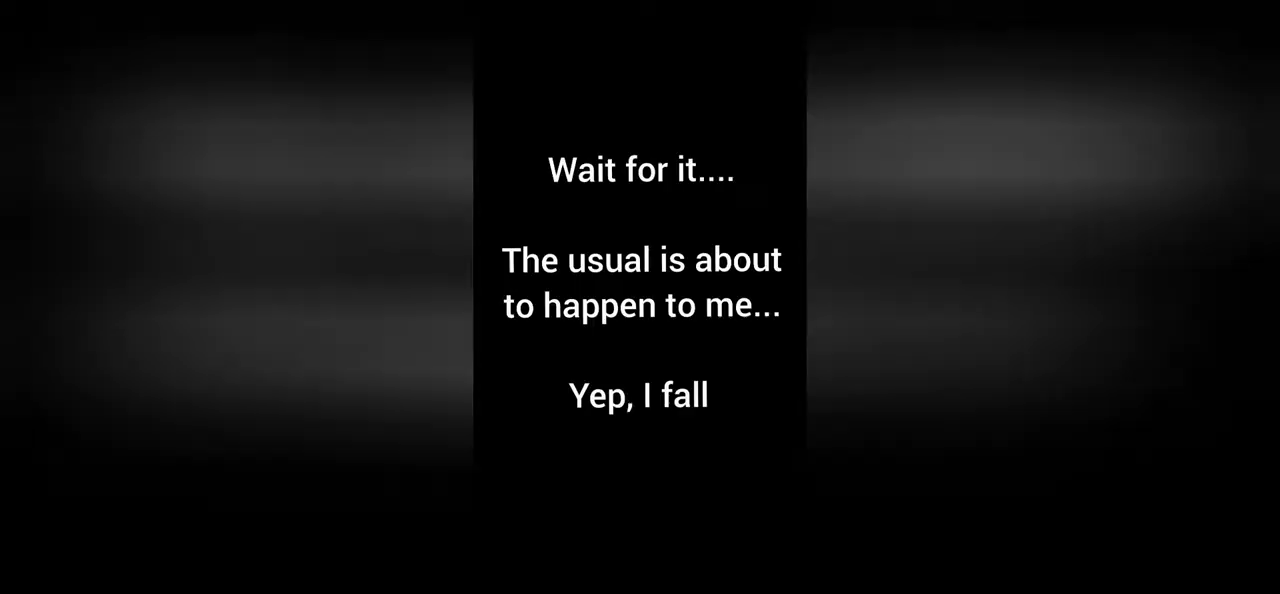 Wait for it....
The usual is about
to happen to me...
Yep, I fall